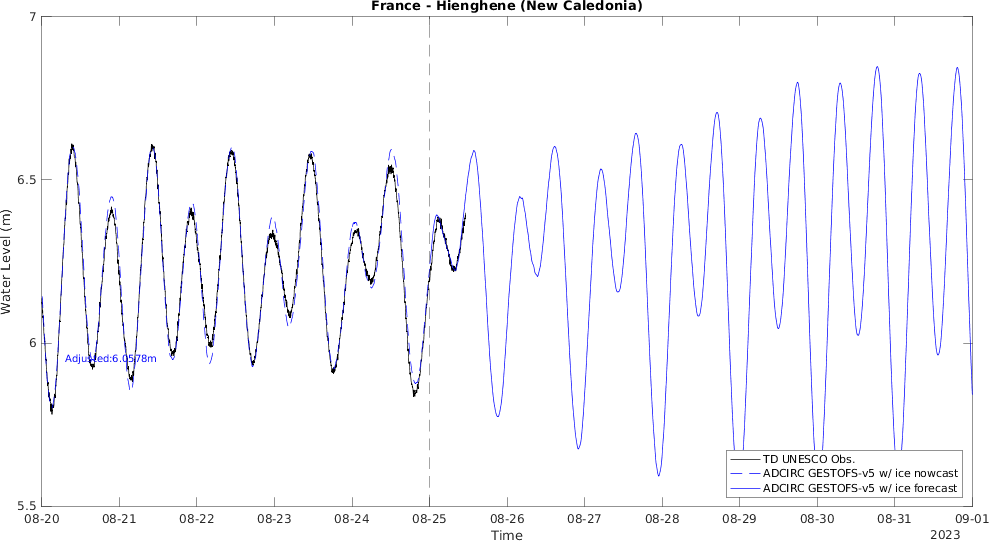 France - Hienghene (New Caledonia)
Water Level (m)
7
6.5
6
5.5
Adjusted:6.0578m
TD UNESCO Obs.
ADCIRC GESTOFS-v5 w/ ice nowcast
ADCIRC GESTOFS-v5 w/ ice forecast
08-20 08-21 08-22 08-23 08-24 08-25 08-26 08-27 08-28 08-29 08-30 08-31 09-01
Time
2023